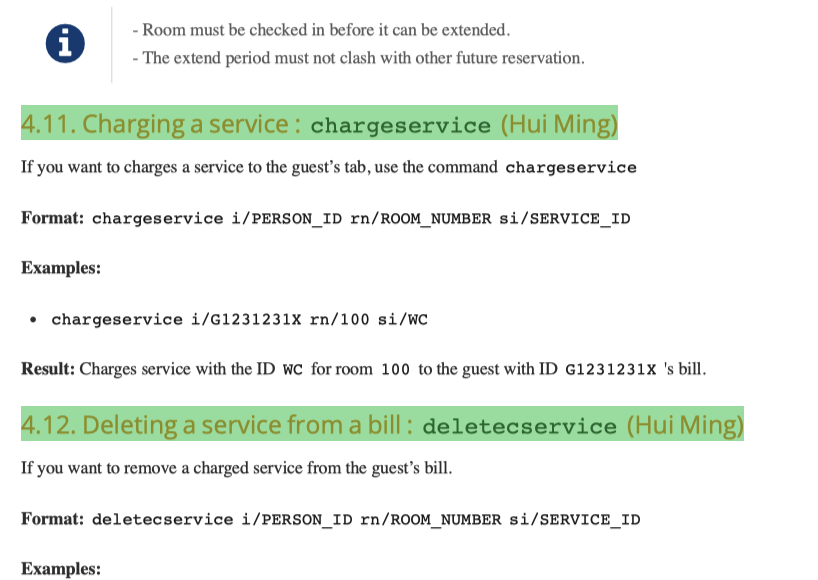 - Room must be checked in before it can be extended.
- The extend period must not clash with other future reservation.
4.11. Charging a service : chargeservice (Hui Ming)
If you want to charges a service to the guest’s tab, use the command chargeservice
Format: chargeservice i/PERSON_ID rn/ROOM_NUMBER si/SERVICE_ID
Examples:
• chargeservice i/G1231231X rn/100 si/WC
Result: Charges service with the ID WC for room 100 to the guest with ID G1231231X 's bill.
4.12. Deleting a service from a bill : deletecservice (Hui Ming)
If you want to remove a charged service from the guest’s bill.
Format: deletecservice i/PERSON_ID rn/ROOM_NUMBER si/SERVICE_ID
Examples: